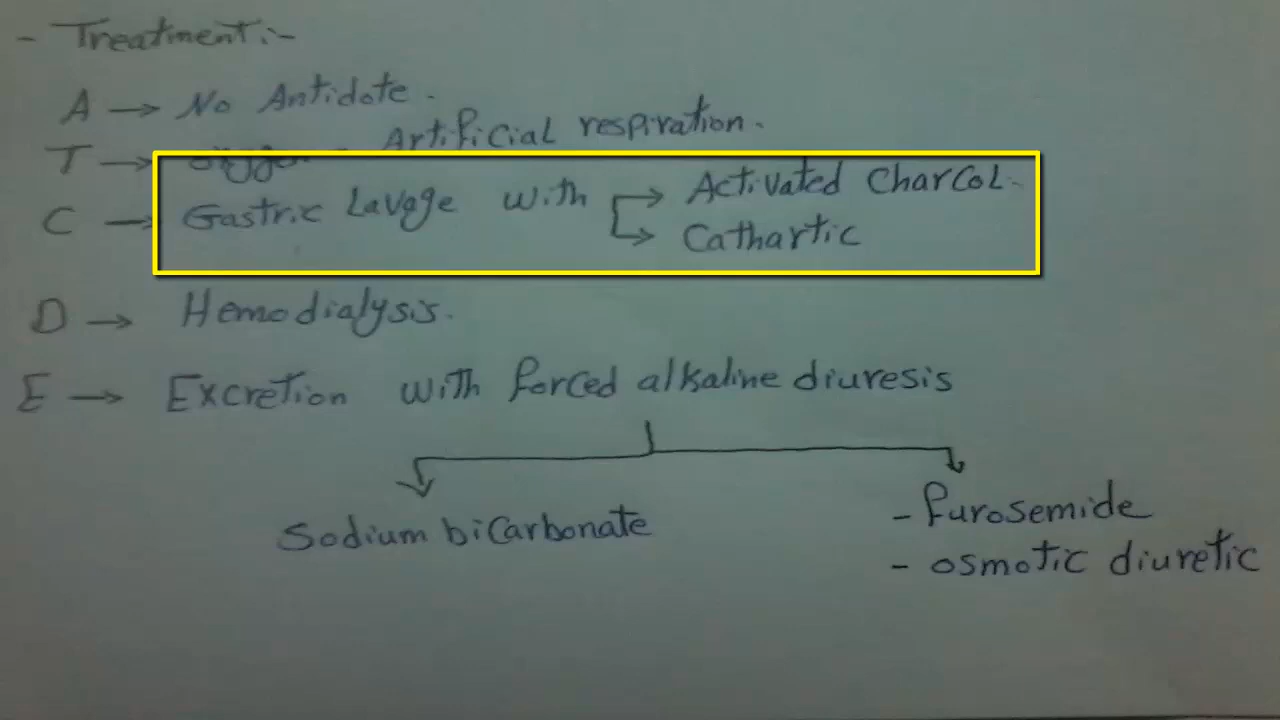 - Treatment :-
A → No Antidote.
T → oxygen - Artificial respiration.
C → Gastric Lavage with → Activated Charcol.
→ Cathartic
D → Hemodialysis.
E → Excretion with forced alkaline diuresis
Sodium bicarbonate
- furosemide
- osmotic diuretic